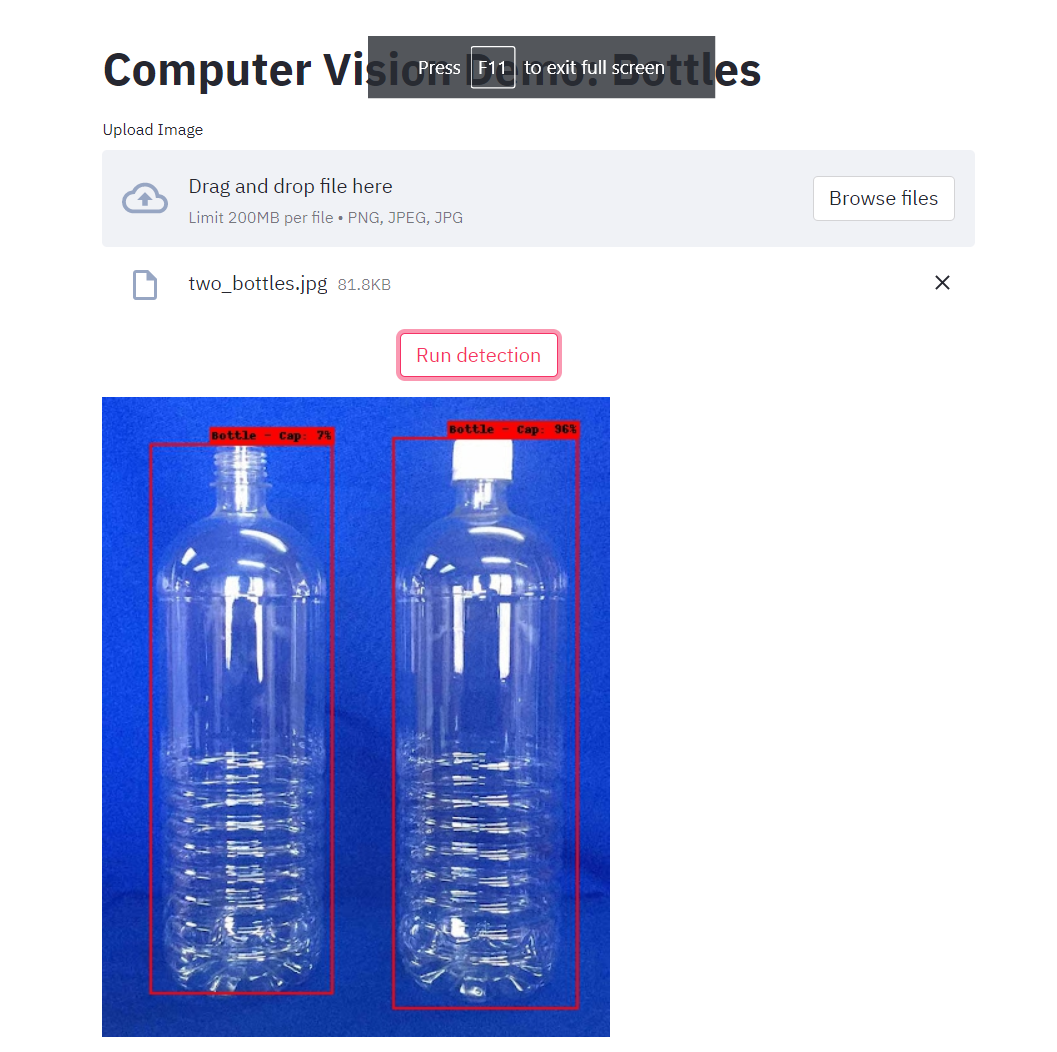 Computer Vision Demo: Bottles
Press F11 to exit full screen
Upload Image
Drag and drop file here
Limit 200MB per file • PNG, JPEG, JPG
Browse files
two_bottles.jpg 81.8KB
Run detection
Bottle - Cap: 7%
Bottle - Cap: 96%